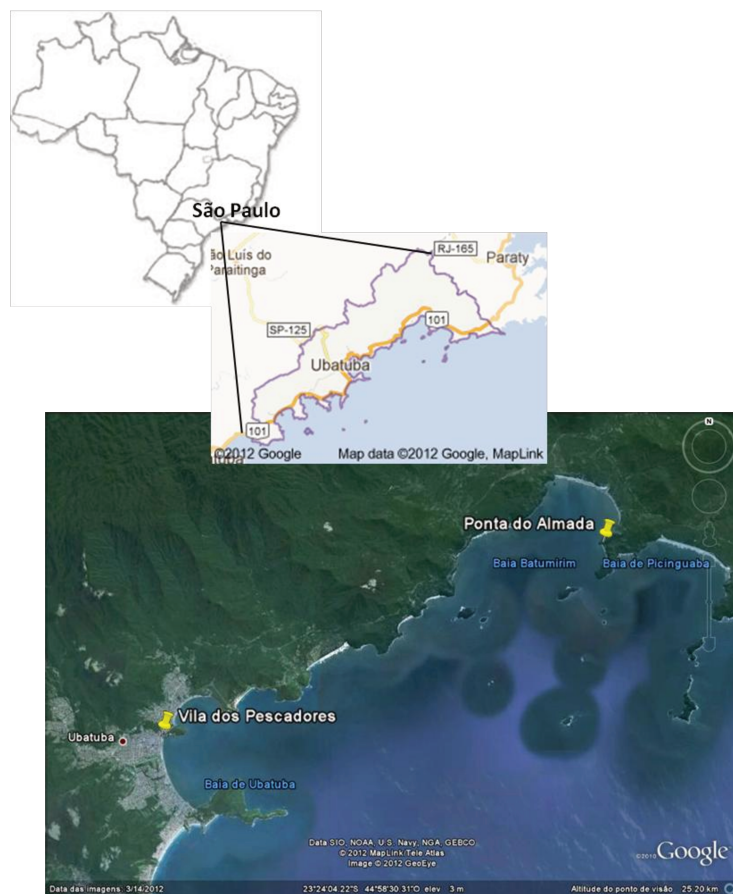 São Paulo
RJ-165
ão Luís do
Paraitinga
Paraty
SP-125
101
Ubatuba
101
©2012 Google
Map data ©2012 Google, MapLink
N
Ponta do Almada
Baia Batumirim
Baia de Picinguaba
Vila dos Pescadores
Ubatuba
Baia de Ubatuba
Data SIO, NOAA, U.S. Navy, NGA, GEBCO
© 2012 MapLink/Tele Atlas
Image © 2012 GeoEye
©2010 Google
Data das imagens: 3/14/2012
23°24'04.22"S 44°58'30.31"O elev 3 m
Altitude do ponto de visão 25.20 km